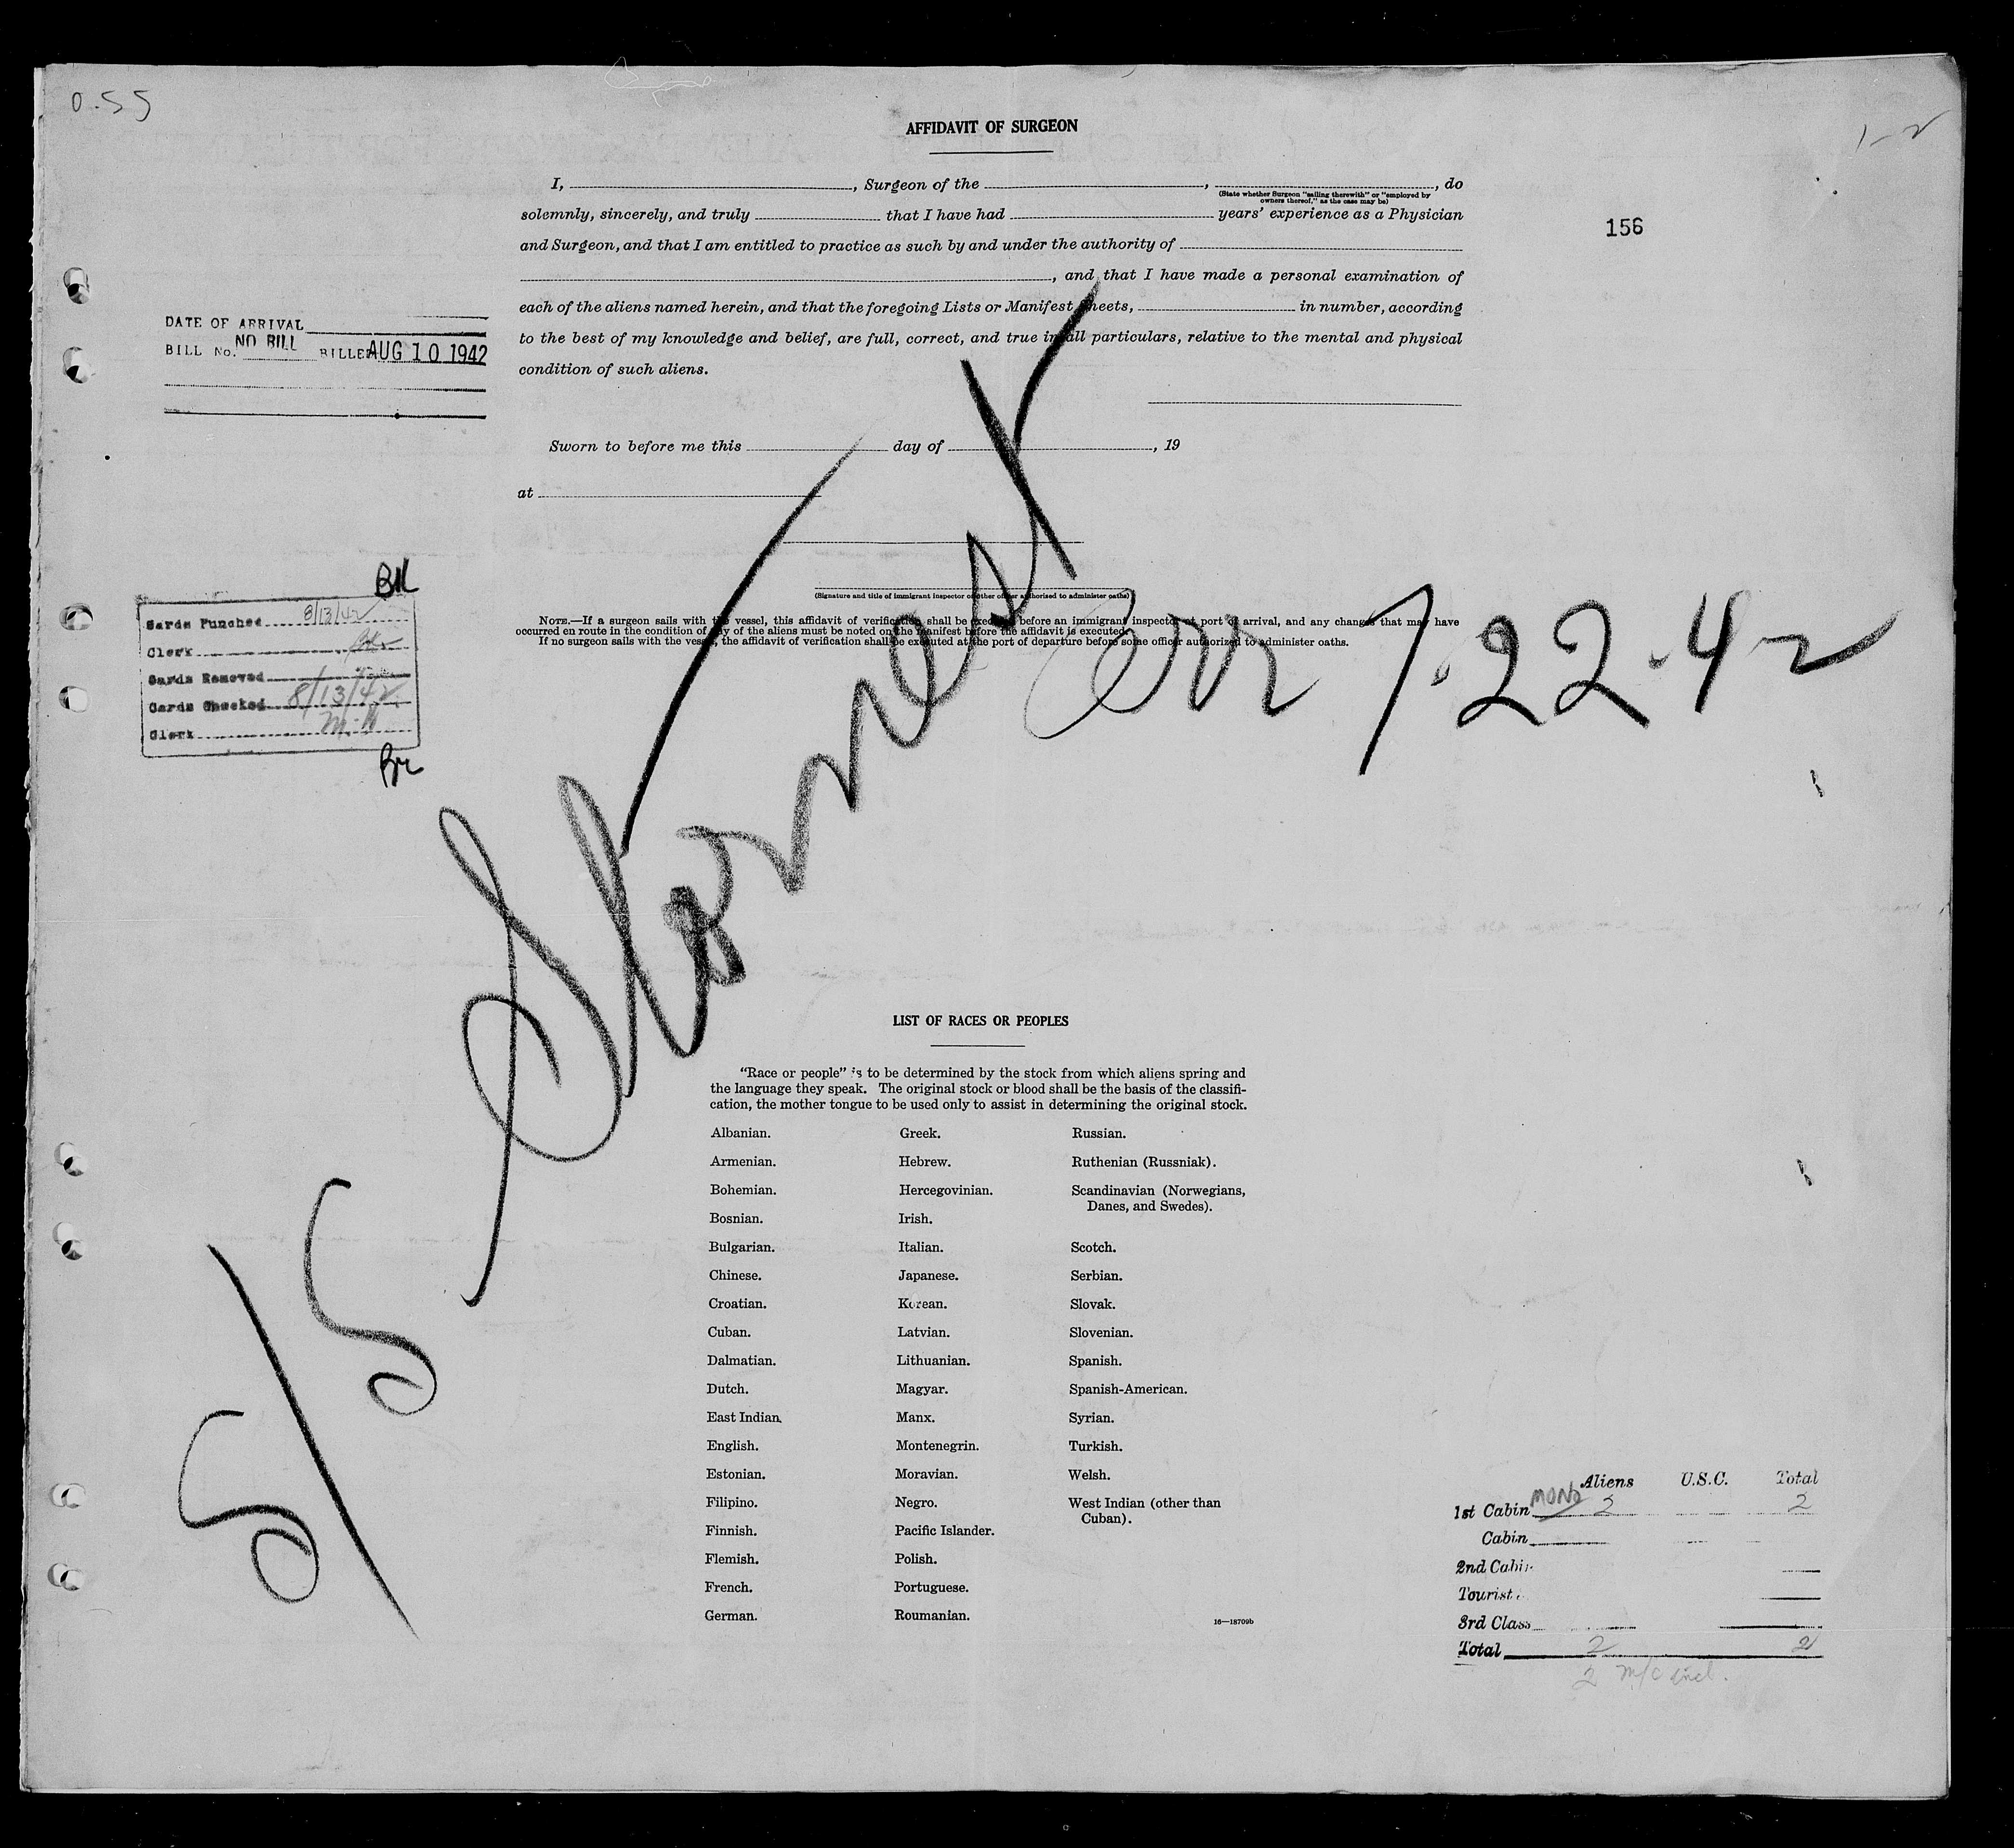 0.55
1-2
AFFIDAVIT OF SURGEON
I, , Surgeon of the , , do
(State whether Surgeon "sailing therewith" or "employed by owners thereof," as the case may be)
solemnly, sincerely, and truly that I have had years' experience as a Physician
156
and Surgeon, and that I am entitled to practice as such by and under the authority of
, and that I have made a personal examination of
each of the aliens named herein, and that the foregoing Lists or Manifest Sheets, in number, according
to the best of my knowledge and belief, are full, correct, and true in all particulars, relative to the mental and physical
condition of such aliens.
DATE OF ARRIVAL
BILL No. NO BILL BILLED AUG 10 1942
Sworn to before me this day of , 19
at
(Signature and title of immigrant inspector or other officer authorized to administer oaths)
NOTE.—If a surgeon sails with the vessel, this affidavit of verification shall be executed before an immigrant inspector at port of arrival, and any changes that may have
occurred en route in the condition of any of the aliens must be noted on the manifest before the affidavit is executed.
If no surgeon sails with the vessel, the affidavit of verification shall be executed at the port of departure before some officer authorized to administer oaths.
Cards Punched 8/13/42
Clerk
Cards Removed
Cards Checked 8/13/42
Clerk M.H
S/S Stornest
arr 7.22.42
LIST OF RACES OR PEOPLES
"Race or people" is to be determined by the stock from which aliens spring and
the language they speak. The original stock or blood shall be the basis of the classifi-
cation, the mother tongue to be used only to assist in determining the original stock.
Albanian. Greek. Russian.
Armenian. Hebrew. Ruthenian (Russniak).
Bohemian. Hercegovinian. Scandinavian (Norwegians,
Danes, and Swedes).
Bosnian. Irish.
Bulgarian. Italian. Scotch.
Chinese. Japanese. Serbian.
Croatian. Korean. Slovak.
Cuban. Latvian. Slovenian.
Dalmatian. Lithuanian. Spanish.
Dutch. Magyar. Spanish-American.
East Indian. Manx. Syrian.
English. Montenegrin. Turkish.
Estonian. Moravian. Welsh.
Filipino. Negro. West Indian (other than
Cuban).
Finnish. Pacific Islander.
Flemish. Polish.
French. Portuguese.
German. Roumanian.
16—18709b
Aliens U.S.C. Total
1st Cabin MONO 2 2
Cabin
2nd Cabin
Tourist
3rd Class
Total 2 2
2 m/c incl.